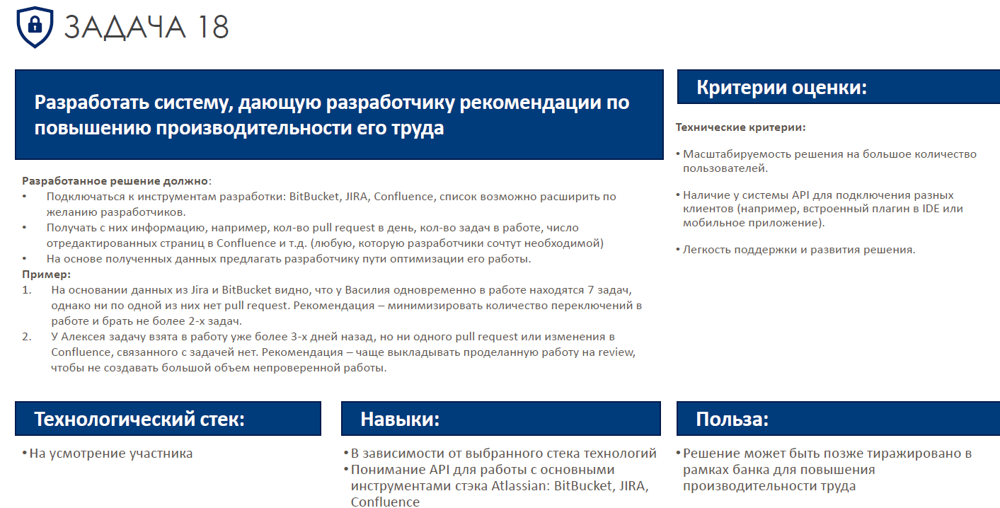 ЗАДАЧА 18
Разработать систему, дающую разработчику рекомендации по
повышению производительности его труда
Разработанное решение должно:
• Подключаться к инструментам разработки: BitBucket, JIRA, Confluence, список возможно расширить по
желанию разработчиков.
• Получать с них информацию, например, кол-во pull request в день, кол-во задач в работе, число
отредактированных страниц в Confluence и т.д. (любую, которую разработчики сочтут необходимой)
• На основе полученных данных предлагать разработчику пути оптимизации его работы.
Пример:
1. На основании данных из Jira и BitBucket видно, что у Василия одновременно в работе находятся 7 задач,
однако ни по одной из них нет pull request. Рекомендация – минимизировать количество переключений в
работе и брать не более 2-х задач.
2. У Алексея задачу взята в работу уже более 3-х дней назад, но ни одного pull request или изменения в
Confluence, связанного с задачей нет. Рекомендация – чаще выкладывать проделанную работу на review,
чтобы не создавать большой объем непроверенной работы.
Критерии оценки:
Технические критерии:
• Масштабируемость решения на большое количество
пользователей.
• Наличие у системы API для подключения разных
клиентов (например, встроенный плагин в IDE или
мобильное приложение).
• Легкость поддержки и развития решения.
Технологический стек:
• На усмотрение участника
Навыки:
• В зависимости от выбранного стека технологий
• Понимание API для работы с основными
инструментами стэка Atlassian: BitBucket, JIRA,
Confluence
Польза:
• Решение может быть позже тиражировано в
рамках банка для повышения
производительности труда